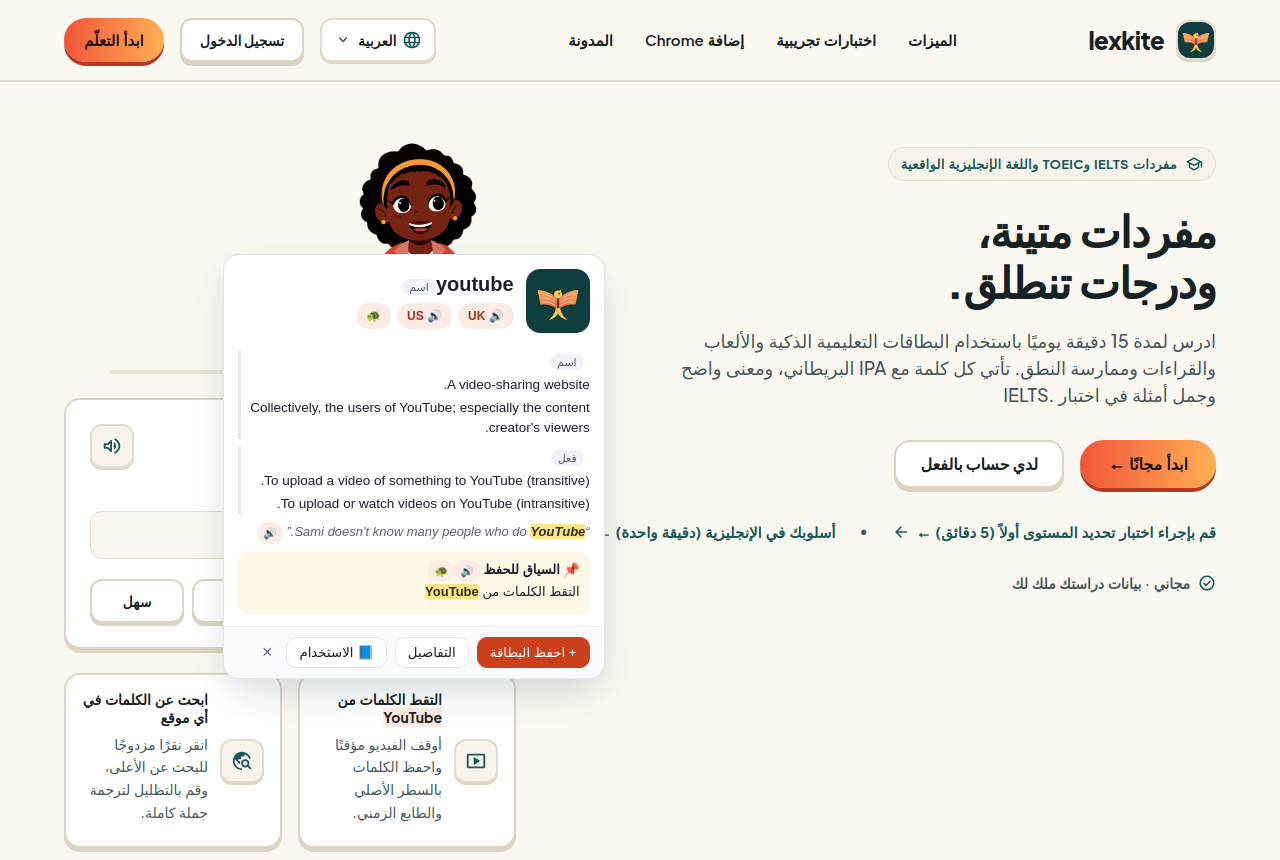 lexkite
الميزات
اختبارات تجريبية
إضافة Chrome
المدونة
العربية
تسجيل الدخول
ابدأ التعلّم
مفردات IELTS وTOEIC واللغة الإنجليزية الواقعية
مفردات متينة،
ودرجات تنطلق.
ادرس لمدة 15 دقيقة يوميًا باستخدام البطاقات التعليمية الذكية والألعاب
والقراءات وممارسة النطق. تأتي كل كلمة مع IPA البريطاني، ومعنى واضح
وجمل أمثلة في اختبار IELTS.
ابدأ مجانًا ←
لدي حساب بالفعل
قم بإجراء اختبار تحديد المستوى أولاً (5 دقائق) ← ←
•
أسلوبك في الإنجليزية (دقيقة واحدة) ←
مجاني · بيانات دراستك ملك لك
youtube اسم
🔊 UK
🔊 US
🐢
اسم
A video-sharing website.
Collectively, the users of YouTube; especially the content
creator's viewers.
فعل
To upload a video of something to YouTube (transitive).
To upload or watch videos on YouTube (intransitive).
“Sami doesn't know many people who do YouTube.” 🔊
📌 السياق للحفظ 🔊 🐢
التقط الكلمات من YouTube
+ احفظ البطاقة
التفاصيل
📘 الاستخدام
×
سهل
التقط الكلمات من
YouTube
أوقف الفيديو مؤقتًا
واحفظ الكلمات
بالسطر الأصلي
والطابع الزمني.
ابحث عن الكلمات في
أي موقع
انقر نقرًا مزدوجًا
للبحث عن الأعلى،
وقم بالتظليل لترجمة
جملة كاملة.